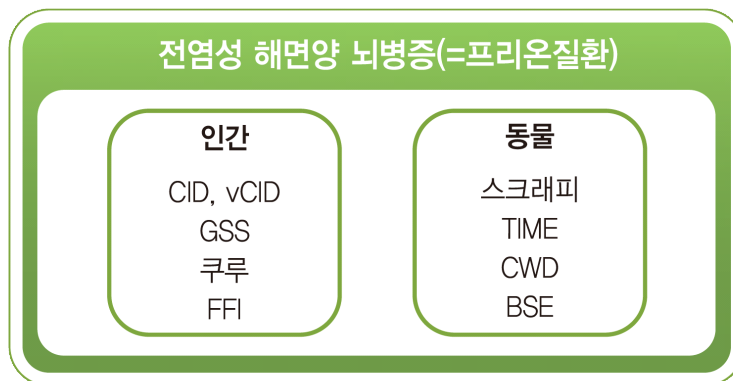 전염성 해면양 뇌병증(=프리온질환)
인간
CID, vCID
GSS
쿠루
FFI
동물
스크래피
TIME
CWD
BSE